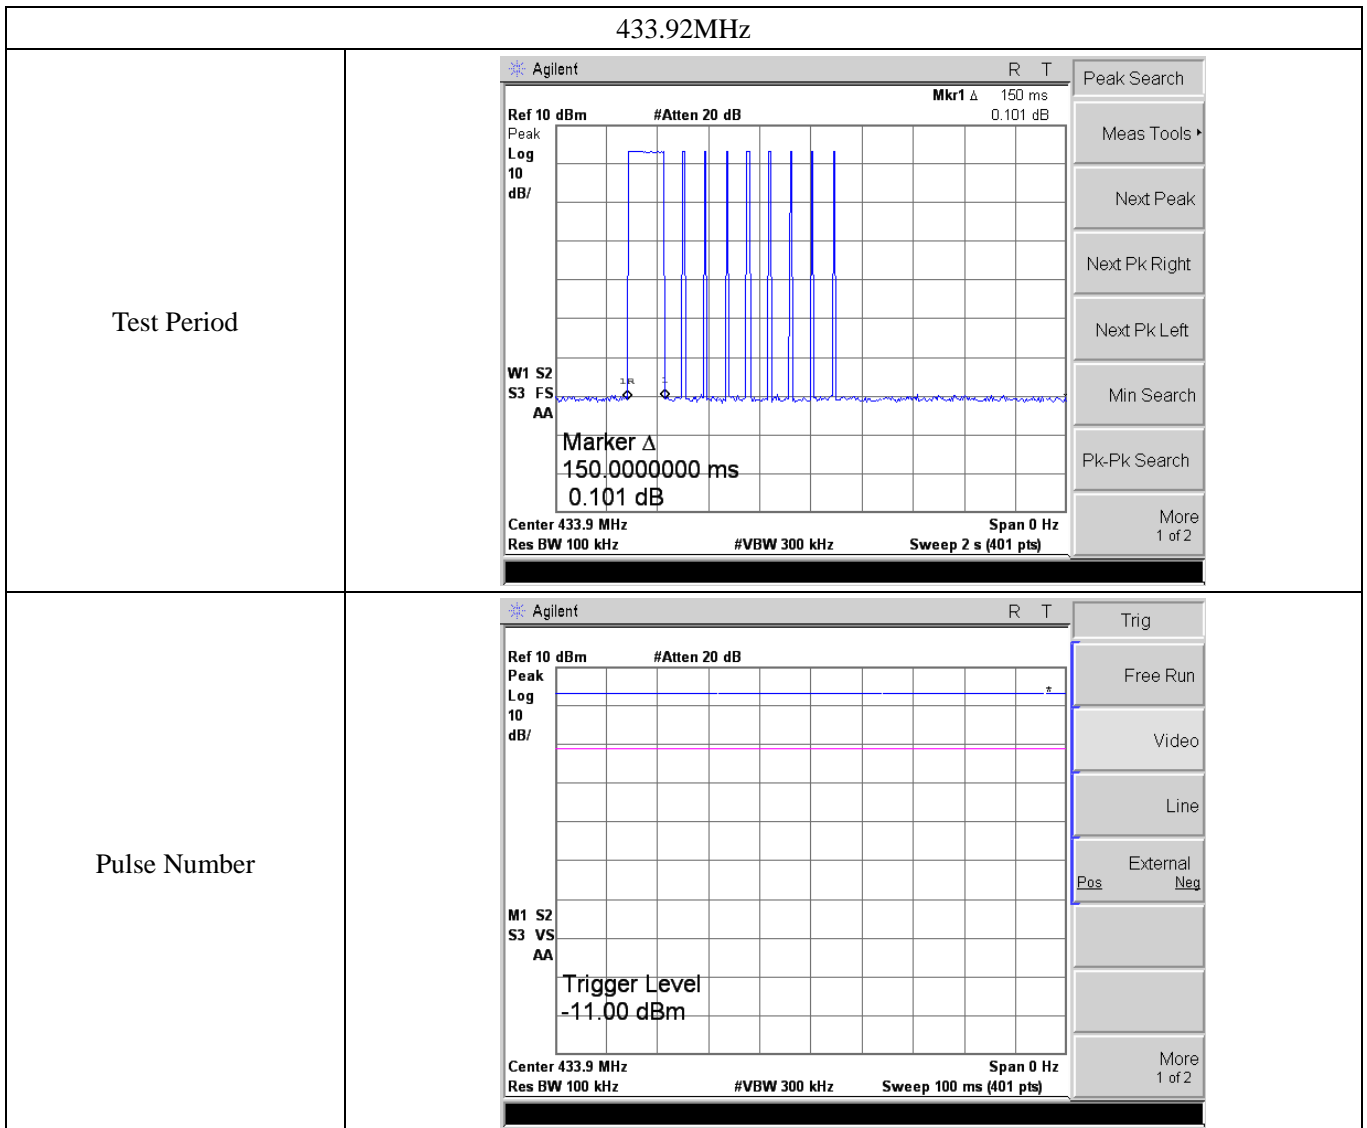 433.92MHz
Test Period
Agilent R T
Peak Search
Mkr1 Δ 150 ms
Ref 10 dBm #Atten 20 dB 0.101 dB
Peak
Log
10
dB/
Meas Tools
Next Peak
Next Pk Right
Next Pk Left
1R 1
W1 S2
S3 FS
AA
Min Search
Marker Δ
150.0000000 ms
0.101 dB
Pk-Pk Search
Center 433.9 MHz Span 0 Hz
Res BW 100 kHz #VBW 300 kHz Sweep 2 s (401 pts)
More
1 of 2
Pulse Number
Agilent R T
Trig
Ref 10 dBm #Atten 20 dB
Peak
Log
10
dB/
Free Run
Video
Line
External
Pos Neg
M1 S2
S3 VS
AA
Trigger Level
-11.00 dBm
Center 433.9 MHz Span 0 Hz
Res BW 100 kHz #VBW 300 kHz Sweep 100 ms (401 pts)
More
1 of 2